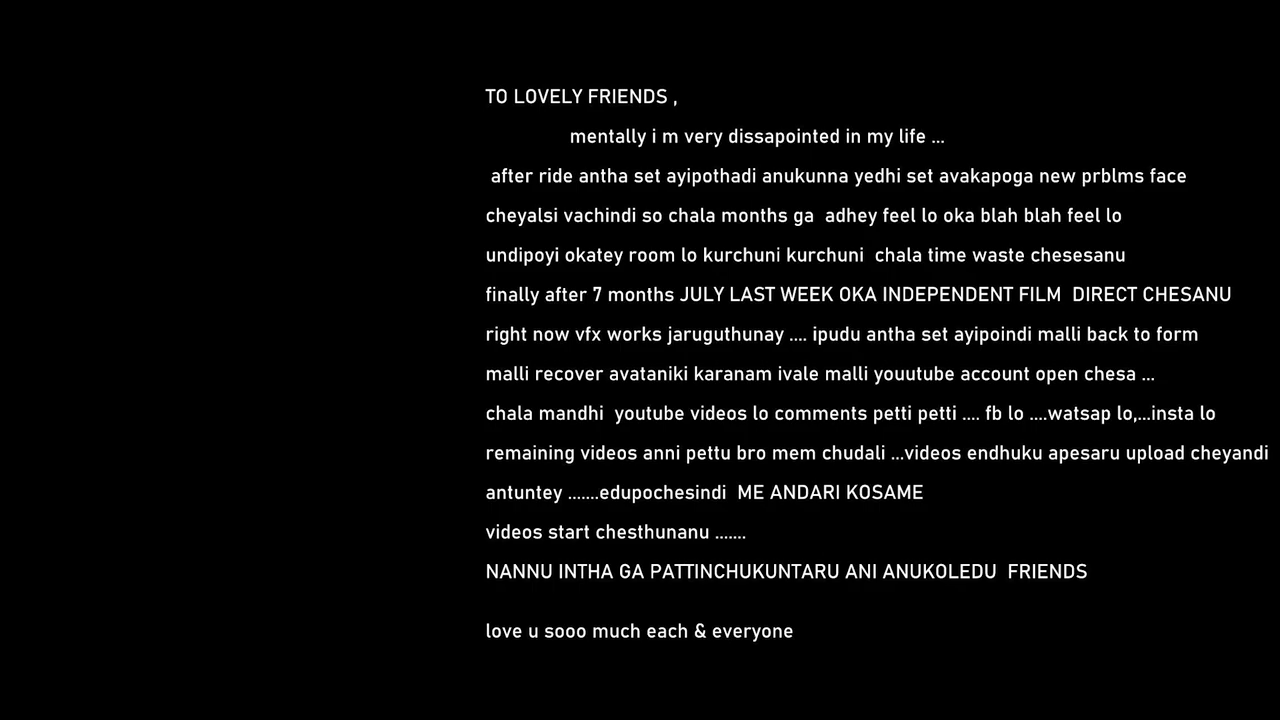 TO LOVELY FRIENDS ,
mentally i m very dissapointed in my life ...
after ride antha set ayipothadi anukunna yedhi set avakapoga new prblms face
cheyalsi vachindi so chala months ga  adhey feel lo oka blah blah feel lo
undipoyi okatey room lo kurchuni kurchuni  chala time waste chesesanu
finally after 7 months JULY LAST WEEK OKA INDEPENDENT FILM  DIRECT CHESANU
right now vfx works jaruguthunay .... ipudu antha set ayipoindi malli back to form
malli recover avataniki karanam ivale malli youutube account open chesa ...
chala mandhi  youtube videos lo comments petti petti .... fb lo ....watsap lo,...insta lo
remaining videos anni pettu bro mem chudali ...videos endhuku apesaru upload cheyandi
antuntey .......edupochesindi  ME ANDARI KOSAME
videos start chesthunanu .......
NANNU INTHA GA PATTINCHUKUNTARU ANI ANUKOLEDU  FRIENDS
love u sooo much each & everyone